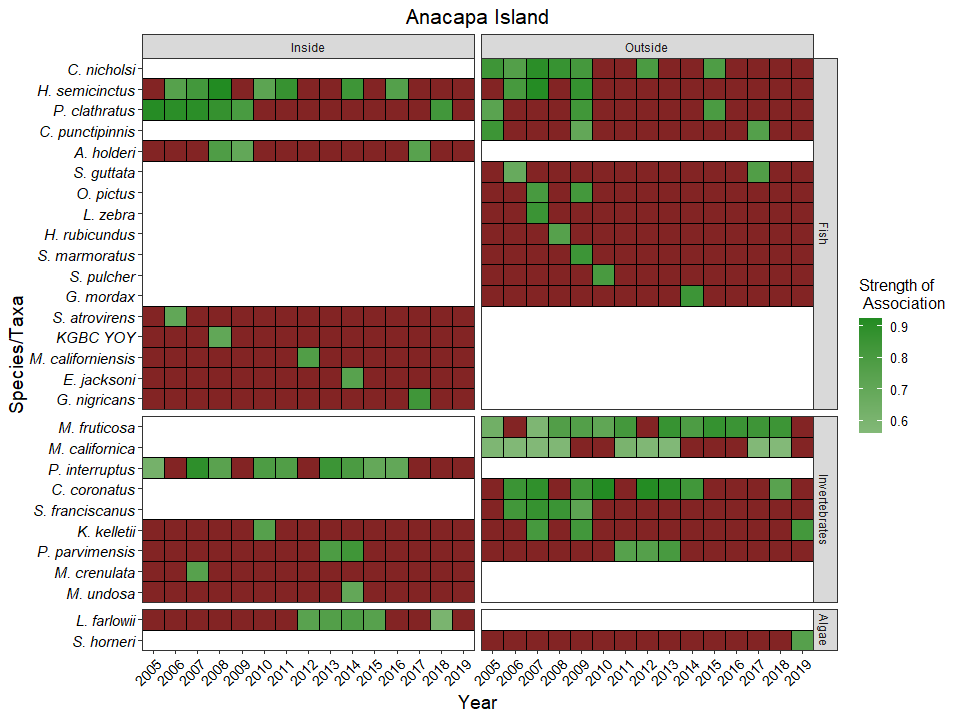 Anacapa Island
Inside
Outside
C. nicholsi
H. semicinctus
P. clathratus
C. punctipinnis
A. holderi
S. guttata
O. pictus
L. zebra
H. rubicundus
S. marmoratus
S. pulcher
G. mordax
S. atrovirens
KGBC YOY
M. californiensis
E. jacksoni
G. nigricans
Fish
M. fruticosa
M. californica
P. interruptus
C. coronatus
S. franciscanus
K. kelletii
P. parvimensis
M. crenulata
M. undosa
Invertebrates
L. farlowii
S. horneri
Algae
Species/Taxa
2005 2006 2007 2008 2009 2010 2011 2012 2013 2014 2015 2016 2017 2018 2019
2005 2006 2007 2008 2009 2010 2011 2012 2013 2014 2015 2016 2017 2018 2019
Year
Strength of
Association
0.9
0.8
0.7
0.6